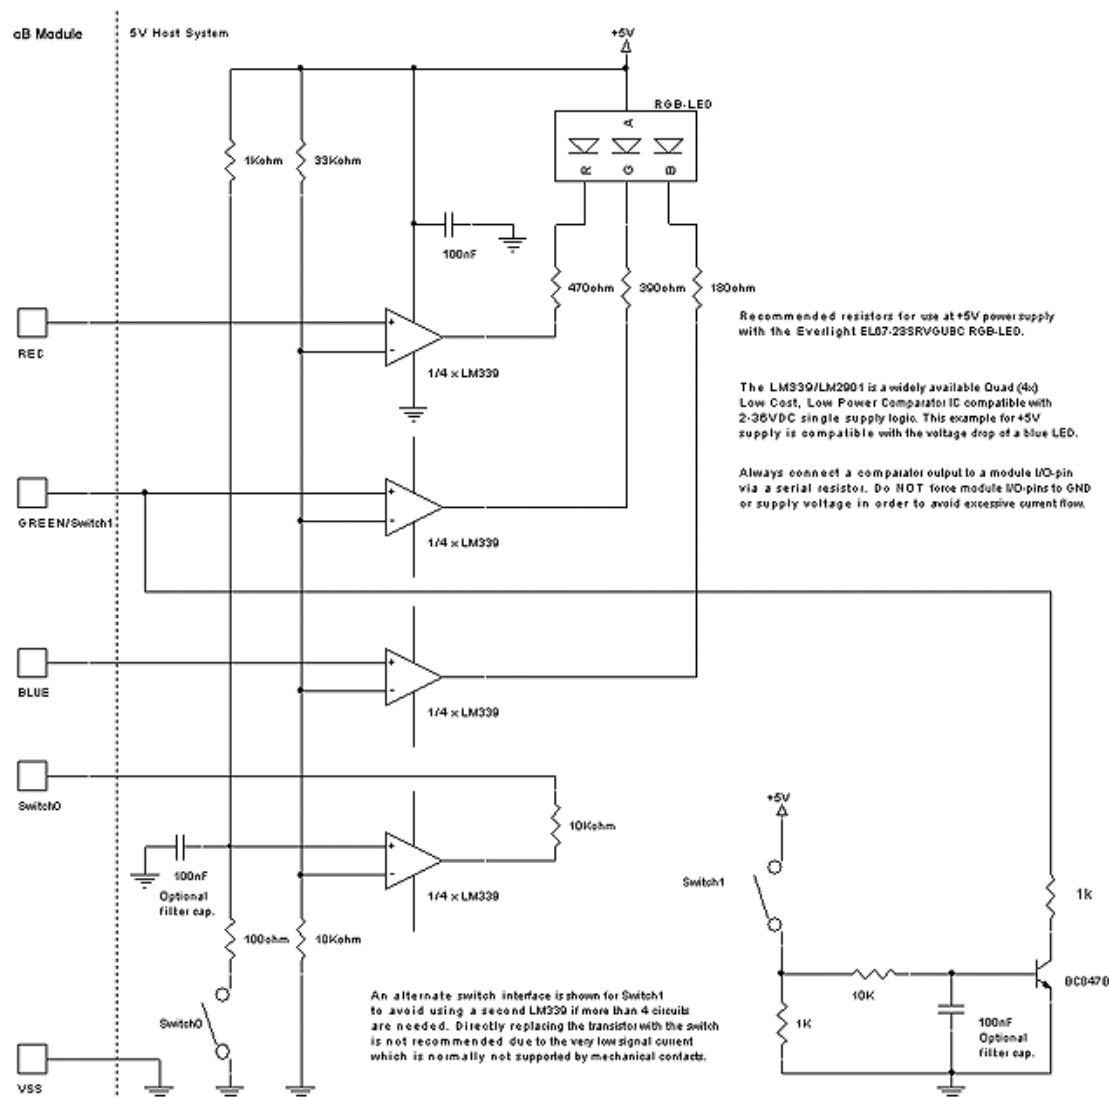 cB Module
5V Host System
+5V
RGB-LED
A
R G B
1Kohm
33Kohm
100nF
470ohm
390ohm
180ohm
Recommended resistors for use at +5V power supply
with the Everlight EL67-23SRVGUBC RGB-LED.
RED
+
-
1/4 x LM339
The LM339/LM2901 is a widely available Quad (4x)
Low Cost, Low Power Comparator IC compatible with
2-36VDC single supply logic. This example for +5V
supply is compatible with the voltage drop of a blue LED.
Always connect a comparator output to a module I/O-pin
via a serial resistor. Do NOT force module I/O-pins to GND
or supply voltage in order to avoid excessive current flow.
GREEN/Switch1
+
-
1/4 x LM339
BLUE
+
-
1/4 x LM339
Switch0
10Kohm
+5V
+
-
100nF
Optional
filter cap.
1/4 x LM339
Switch1
1k
100ohm
10Kohm
BC847B
10K
An alternate switch interface is shown for Switch1
to avoid using a second LM339 if more than 4 circuits
are needed. Directly replacing the transistor with the switch
is not recommended due to the very low signal current
which is normally not supported by mechanical contacts.
Switch0
1K
100nF
Optional
filter cap.
VSS